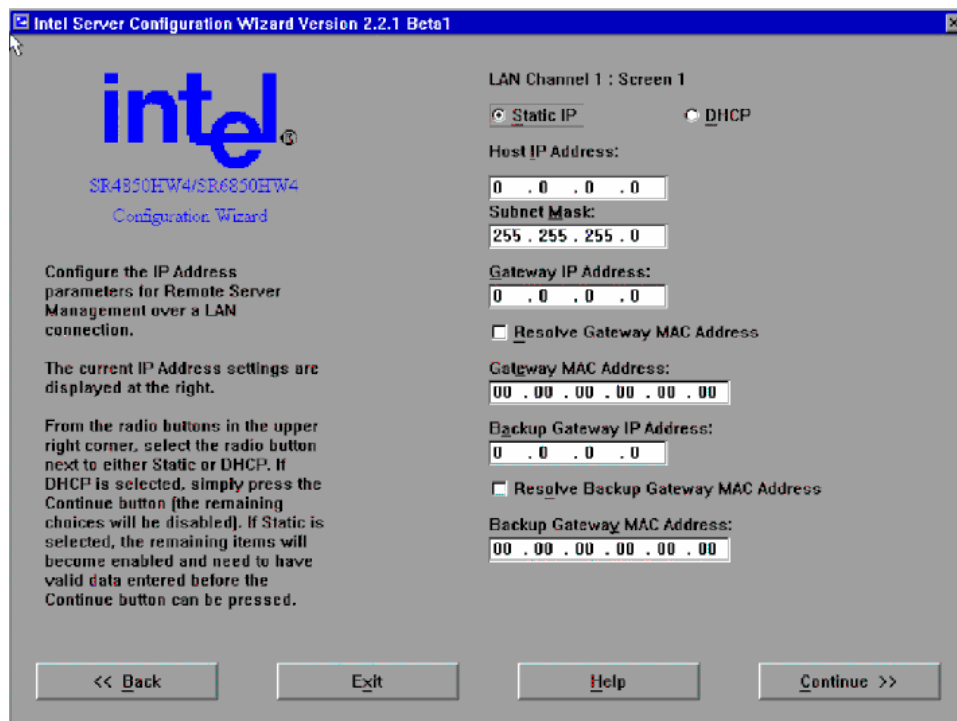 Intel Server Configuration Wizard Version 2.2.1 Beta1
intel®
SR4850HW4/SR6850HW4
Configuration Wizard
Configure the IP Address
parameters for Remote Server
Management over a LAN
connection.
The current IP Address settings are
displayed at the right.
From the radio buttons in the upper
right corner, select the radio button
next to either Static or DHCP. If
DHCP is selected, simply press the
Continue button (the remaining
choices will be disabled). If Static is
selected, the remaining items will
become enabled and need to have
valid data entered before the
Continue button can be pressed.
LAN Channel 1 : Screen 1
Static IP DHCP
Host IP Address:
0 .0 .0 .0
Subnet Mask:
255 . 255 . 255 . 0
Gateway IP Address:
0 .0 .0 .0
Resolve Gateway MAC Address
Gateway MAC Address:
00 . 00 . 00 . 00 . 00 . 00
Backup Gateway IP Address:
0 .0 .0 .0
Resolve Backup Gateway MAC Address
Backup Gateway MAC Address:
00 . 00 . 00 . 00 . 00 . 00
<< Back Exit Help Continue >>